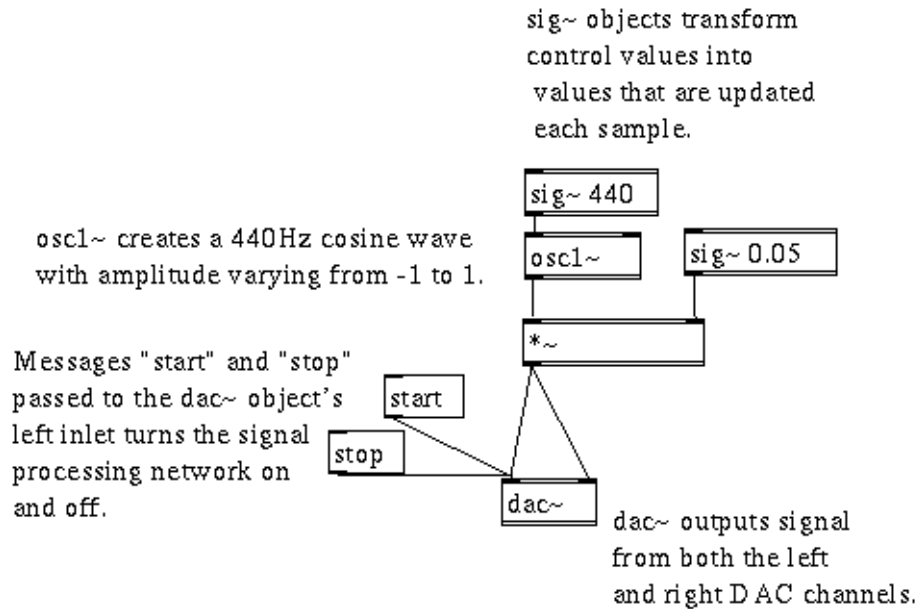 sig~ objects transform
control values into
values that are updated
each sample.
sig~ 440
osc1~ creates a 440Hz cosine wave
with amplitude varying from -1 to 1.
osc1~
sig~ 0.05
*~
Messages "start" and "stop"
passed to the dac~ object's
left inlet turns the signal
processing network on
and off.
start
stop
dac~
dac~ outputs signal
from both the left
and right DAC channels.